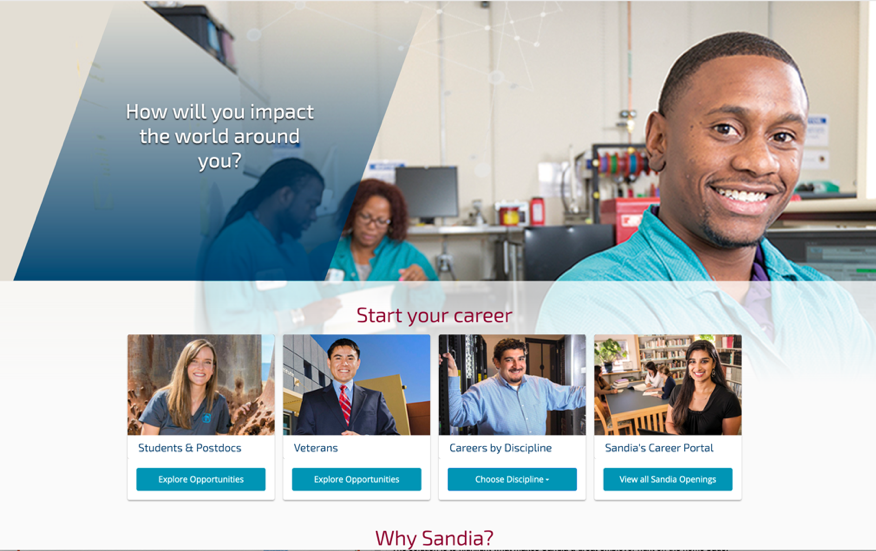 How will you impact
the world around
you?
Start your career
Students & Postdocs
Veterans
Careers by Discipline
Sandia's Career Portal
Explore Opportunities
Explore Opportunities
Choose Discipline
View all Sandia Openings
Why Sandia?